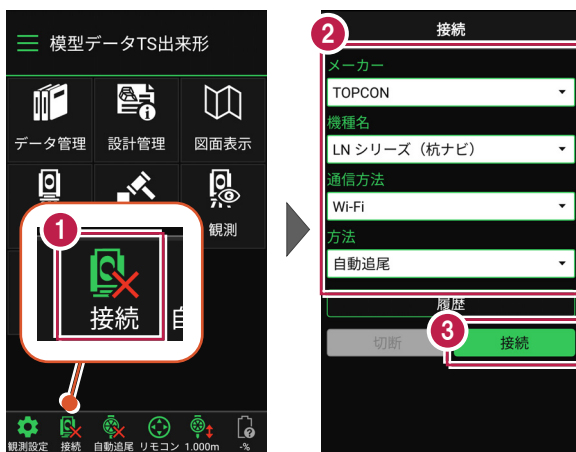 模型データTS出来形
データ管理
設計管理
図面表示
観測
1
接続
観測設定
接続
自動追尾
リモコン
1.000m
-%
2
接続
メーカー
TOPCON
機種名
LN シリーズ（杭ナビ）
通信方法
Wi-Fi
方法
自動追尾
履歴
3
切断
接続